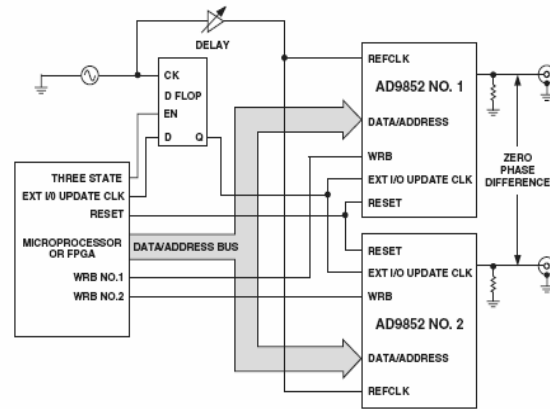 DELAY
CK
D FLOP
EN
D Q
REFCLK
AD9852 NO. 1
DATA/ADDRESS
WRB
EXT I/O UPDATE CLK
RESET
ZERO
PHASE
DIFFERENCE
THREE STATE
EXT I/0 UPDATE CLK
RESET
MICROPROCESSOR
OR FPGA
DATA/ADDRESS BUS
WRB NO.1
WRB NO.2
RESET
EXT I/O UPDATE CLK
WRB
AD9852 NO. 2
DATA/ADDRESS
REFCLK